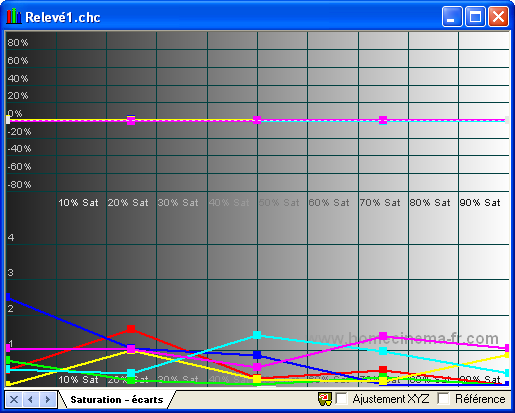 Relevé1.chc
80%
60%
40%
20%
0%
-20%
-40%
-60%
-80%
10% Sat 20% Sat 30% Sat 40% Sat 50% Sat 60% Sat 70% Sat 80% Sat 90% Sat
4
3
2
1
www.homecinema-fr.com
10% Sat 20% Sat 30% Sat 40% Sat 50% Sat 60% Sat 70% Sat 80% Sat 90% Sat
Saturation – écarts
Ajustement XYZ
Référence